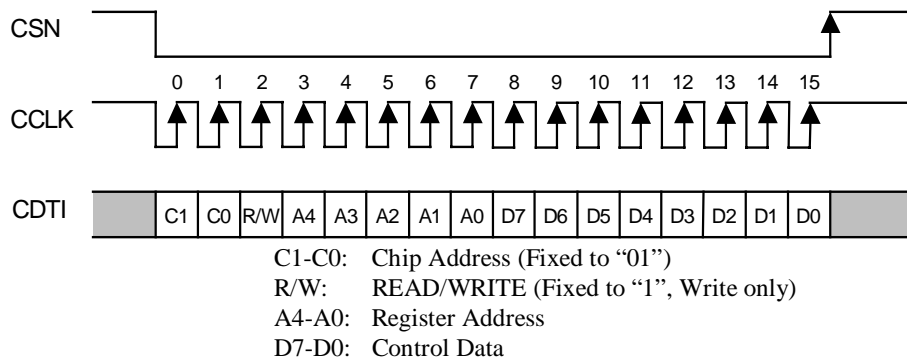 CSN
0 1 2 3 4 5 6 7 8 9 10 11 12 13 14 15
CCLK
CDTI C1 C0 R/W A4 A3 A2 A1 A0 D7 D6 D5 D4 D3 D2 D1 D0
C1-C0: Chip Address (Fixed to “01”)
R/W: READ/WRITE (Fixed to “1”, Write only)
A4-A0: Register Address
D7-D0: Control Data